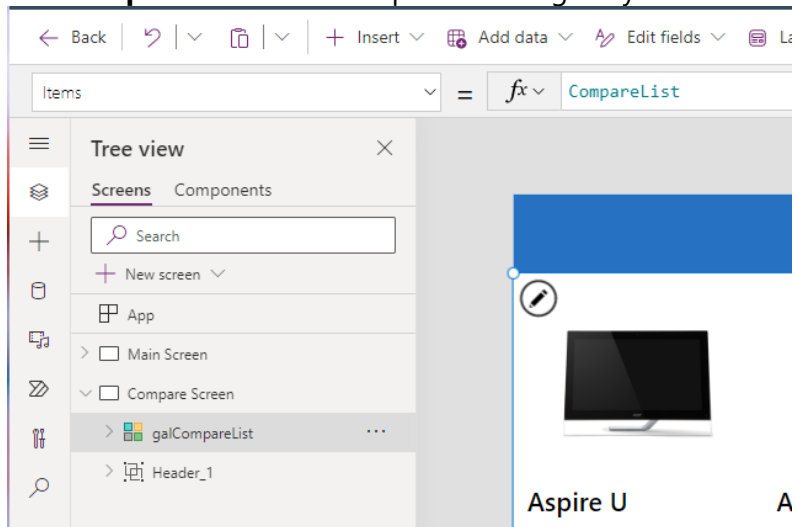 Back
Insert
Add data
Edit fields
Items
=
fx
CompareList
Tree view
Screens
Components
Search
New screen
App
Main Screen
Compare Screen
galCompareList
Header_1
Aspire U
A